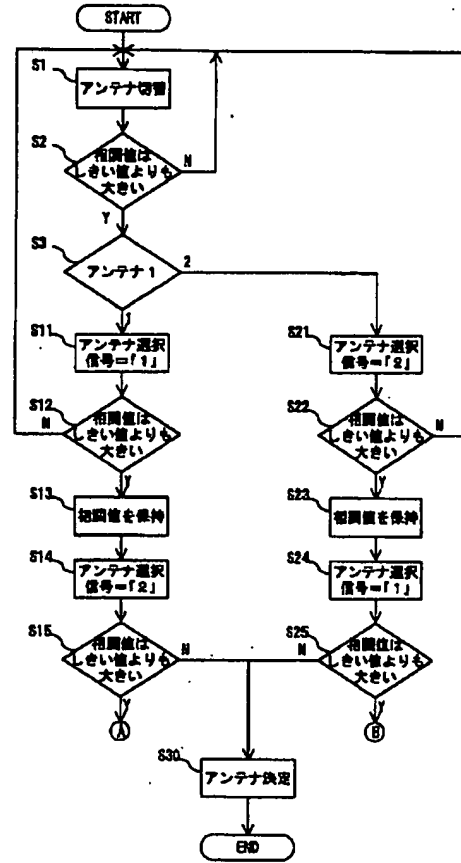 START
S1
アンテナ切替
S2
相関値は
しきい値よりも
大きい
N
Y
S3
アンテナ1
2
1
S11
アンテナ選択
信号=「1」
S12
相関値は
しきい値よりも
大きい
N
Y
S13
相関値を保持
S14
アンテナ選択
信号=「2」
S15
相関値は
しきい値よりも
大きい
N
Y
A
S21
アンテナ選択
信号=「2」
S22
相関値は
しきい値よりも
大きい
N
Y
S23
相関値を保持
S24
アンテナ選択
信号=「1」
S25
相関値は
しきい値よりも
大きい
N
Y
B
S30
アンテナ決定
END